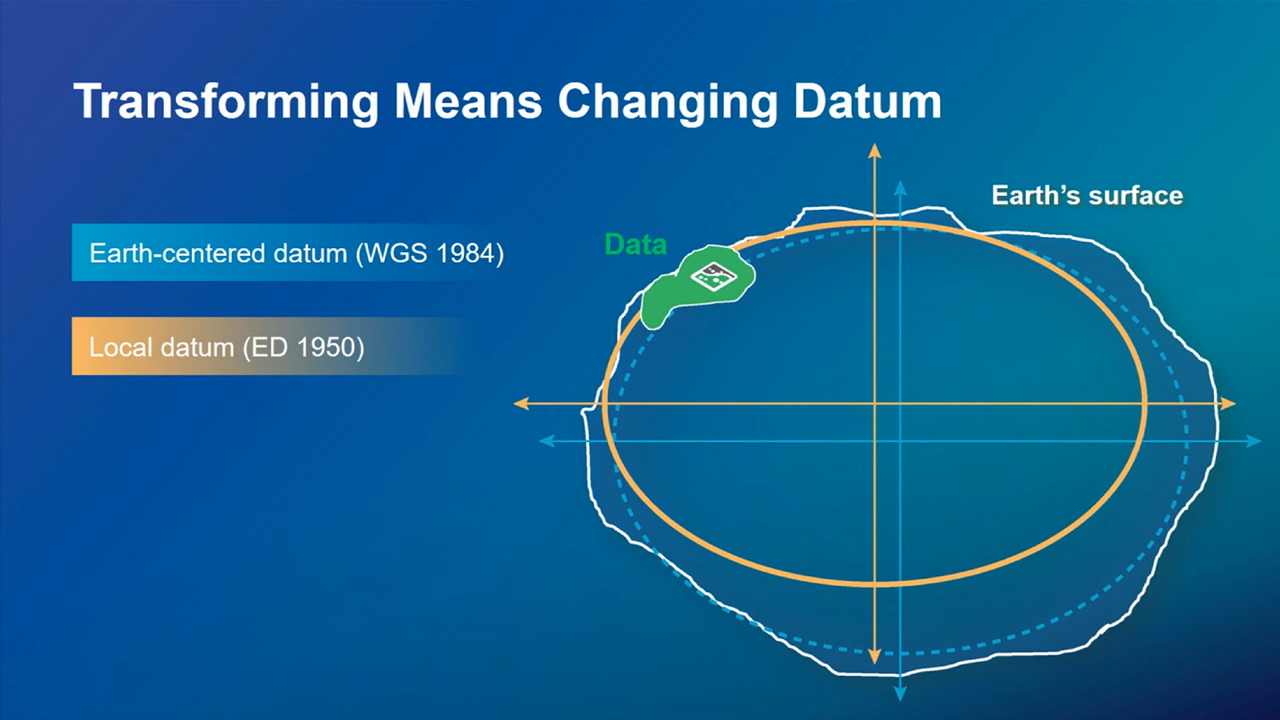 Transforming Means Changing Datum
Earth's surface
Data
Earth-centered datum (WGS 1984)
Local datum (ED 1950)